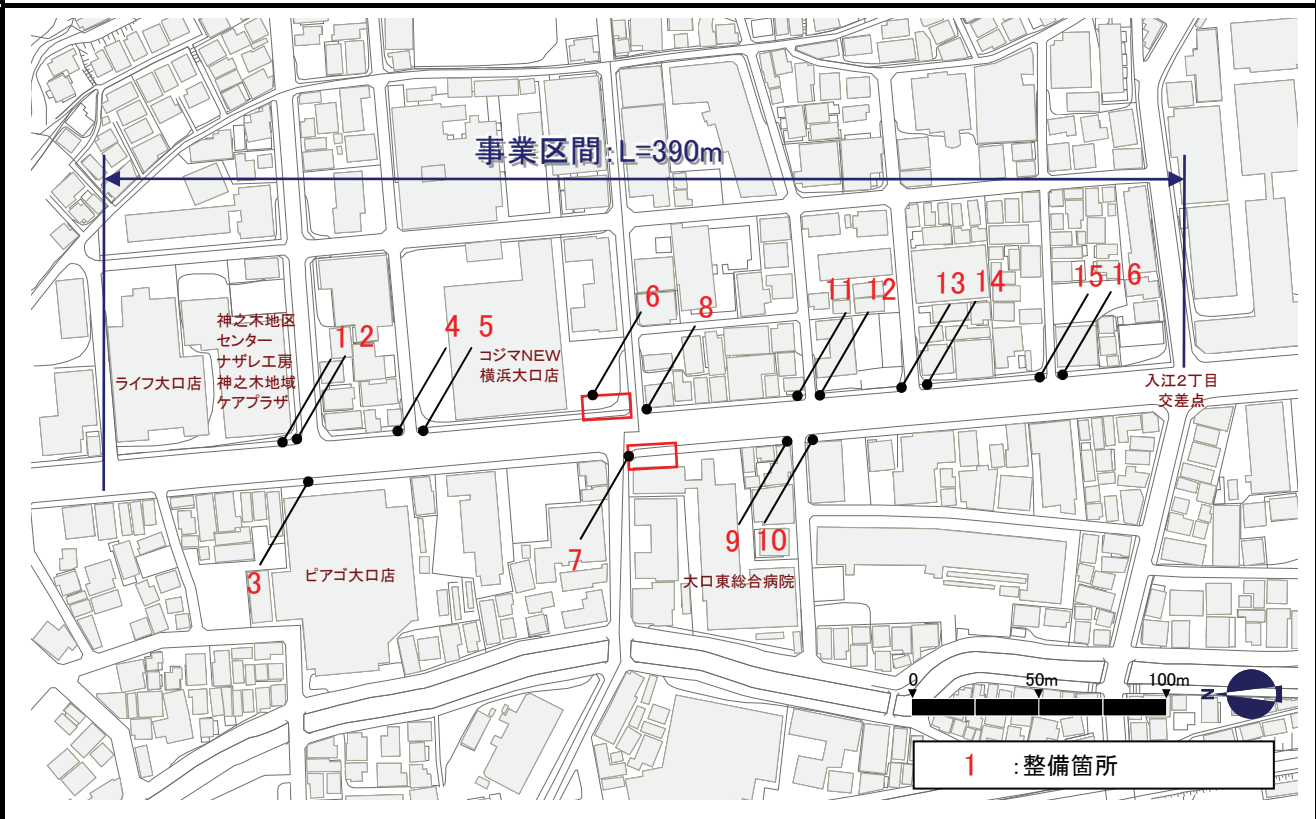 事業区間:L=390m
神之木地区
センター
ナザレ工房
神之木地域
ケアプラザ
ライフ大口店
1 2
4 5
コジマNEW
横浜大口店
6
8
11 12
13 14
15 16
入江2丁目
交差点
3
ピアゴ大口店
7
9 10
大口東総合病院
0 50m 100m
N
1 :整備箇所